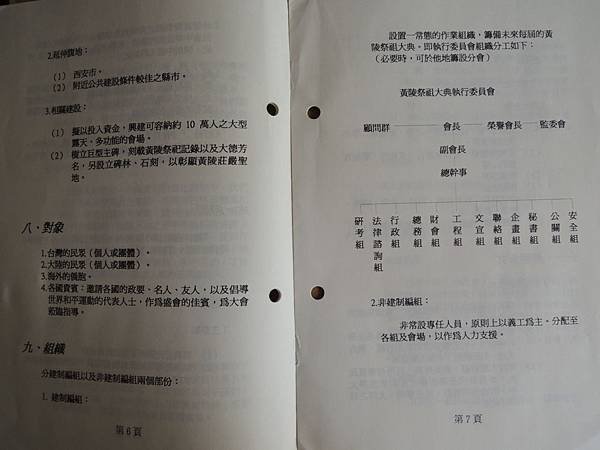 2.延伸腹地：
(1) 西安市。
(2) 附近公共建設條件較佳之縣市。
3.相關建設：
(1) 擬以投入資金，興建可容納約 10 萬人之大型
露天、多功能的會場。
(2) 樹立巨型主碑，刻載黃陵祭祀記錄以及大德芳
名，另設立碑林、石刻，以彰顯黃陵莊嚴聖
地。
八、對象
1.台灣的民眾（個人或團體）。
2.大陸的民眾（個人或團體）。
3.海外的僑胞。
4.各國貴賓：邀請各國的政要、名人、友人，以及倡導
世界和平運動的代表人士，作為盛會的佳賓，為大會
蒞臨指導。
九、組織
分建制編組以及非建制編組兩個部份：
1. 建制編組：
第 6 頁
設置一常態的作業組織，籌備未來每屆的黃
陵祭祖大典。即執行委員會組織分工如下：
（必要時，可於他地籌設分會）
黃陵祭祖大典執行委員會
顧問群 會長 榮譽會長 監委會
副會長
總幹事
研考組 法律諮詢組 行政組 總務組 財會組 工程組 文宣組 聯絡組 企畫組 秘書組 公關組 安全組
2.非建制編組：
非常設專任人員，原則上以義工為主。分配至
各組及會場，以作為人力支援。
第 7 頁